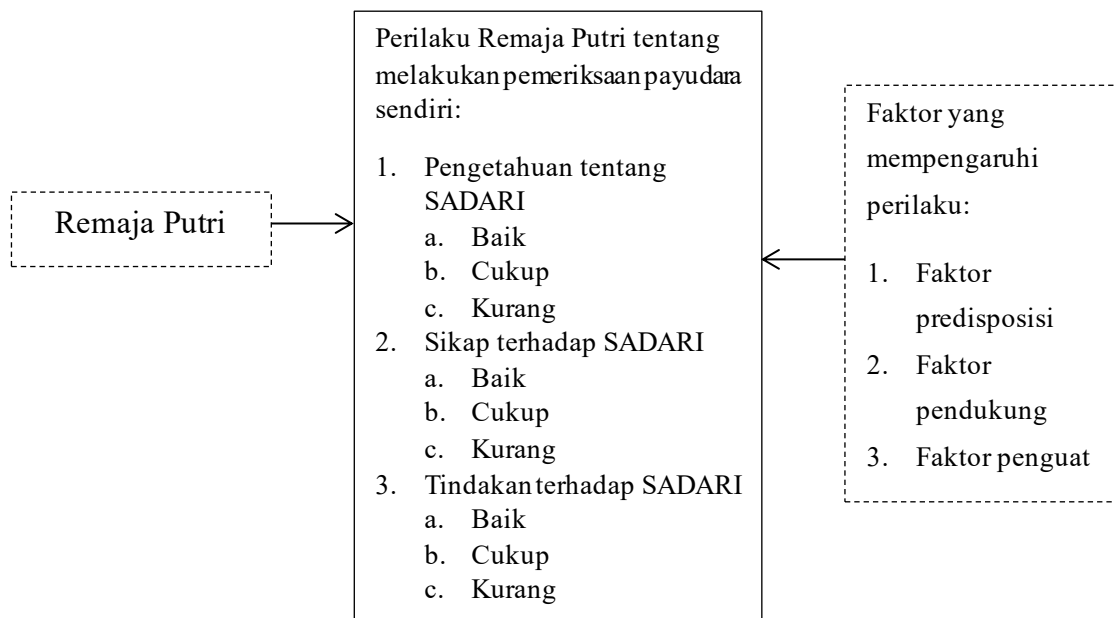 Remaja Putri
Perilaku Remaja Putri tentang
melakukan pemeriksaan payudara
sendiri:
1. Pengetahuan tentang
SADARI
a. Baik
b. Cukup
c. Kurang
2. Sikap terhadap SADARI
a. Baik
b. Cukup
c. Kurang
3. Tindakan terhadap SADARI
a. Baik
b. Cukup
c. Kurang
Faktor yang
mempengaruhi
perilaku:
1. Faktor
predisposisi
2. Faktor
pendukung
3. Faktor penguat